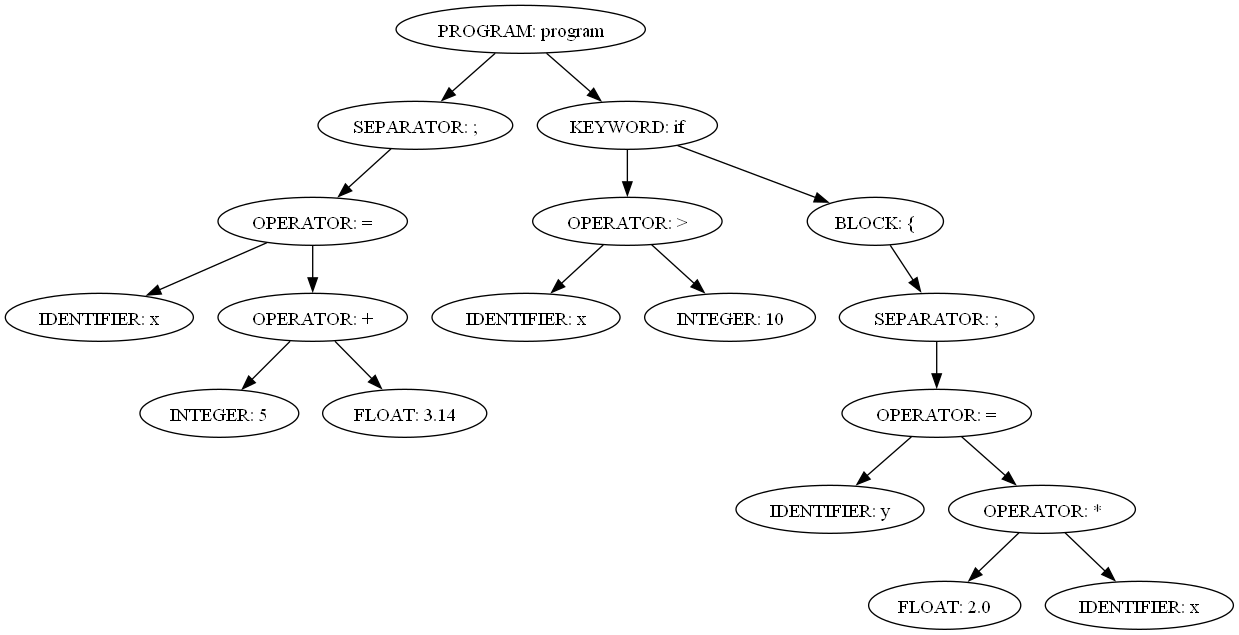 PROGRAM: program
SEPARATOR: ;
KEYWORD: if
OPERATOR: =
OPERATOR: >
BLOCK: {
IDENTIFIER: x
OPERATOR: +
IDENTIFIER: x
INTEGER: 10
SEPARATOR: ;
INTEGER: 5
FLOAT: 3.14
OPERATOR: =
IDENTIFIER: y
OPERATOR: *
FLOAT: 2.0
IDENTIFIER: x